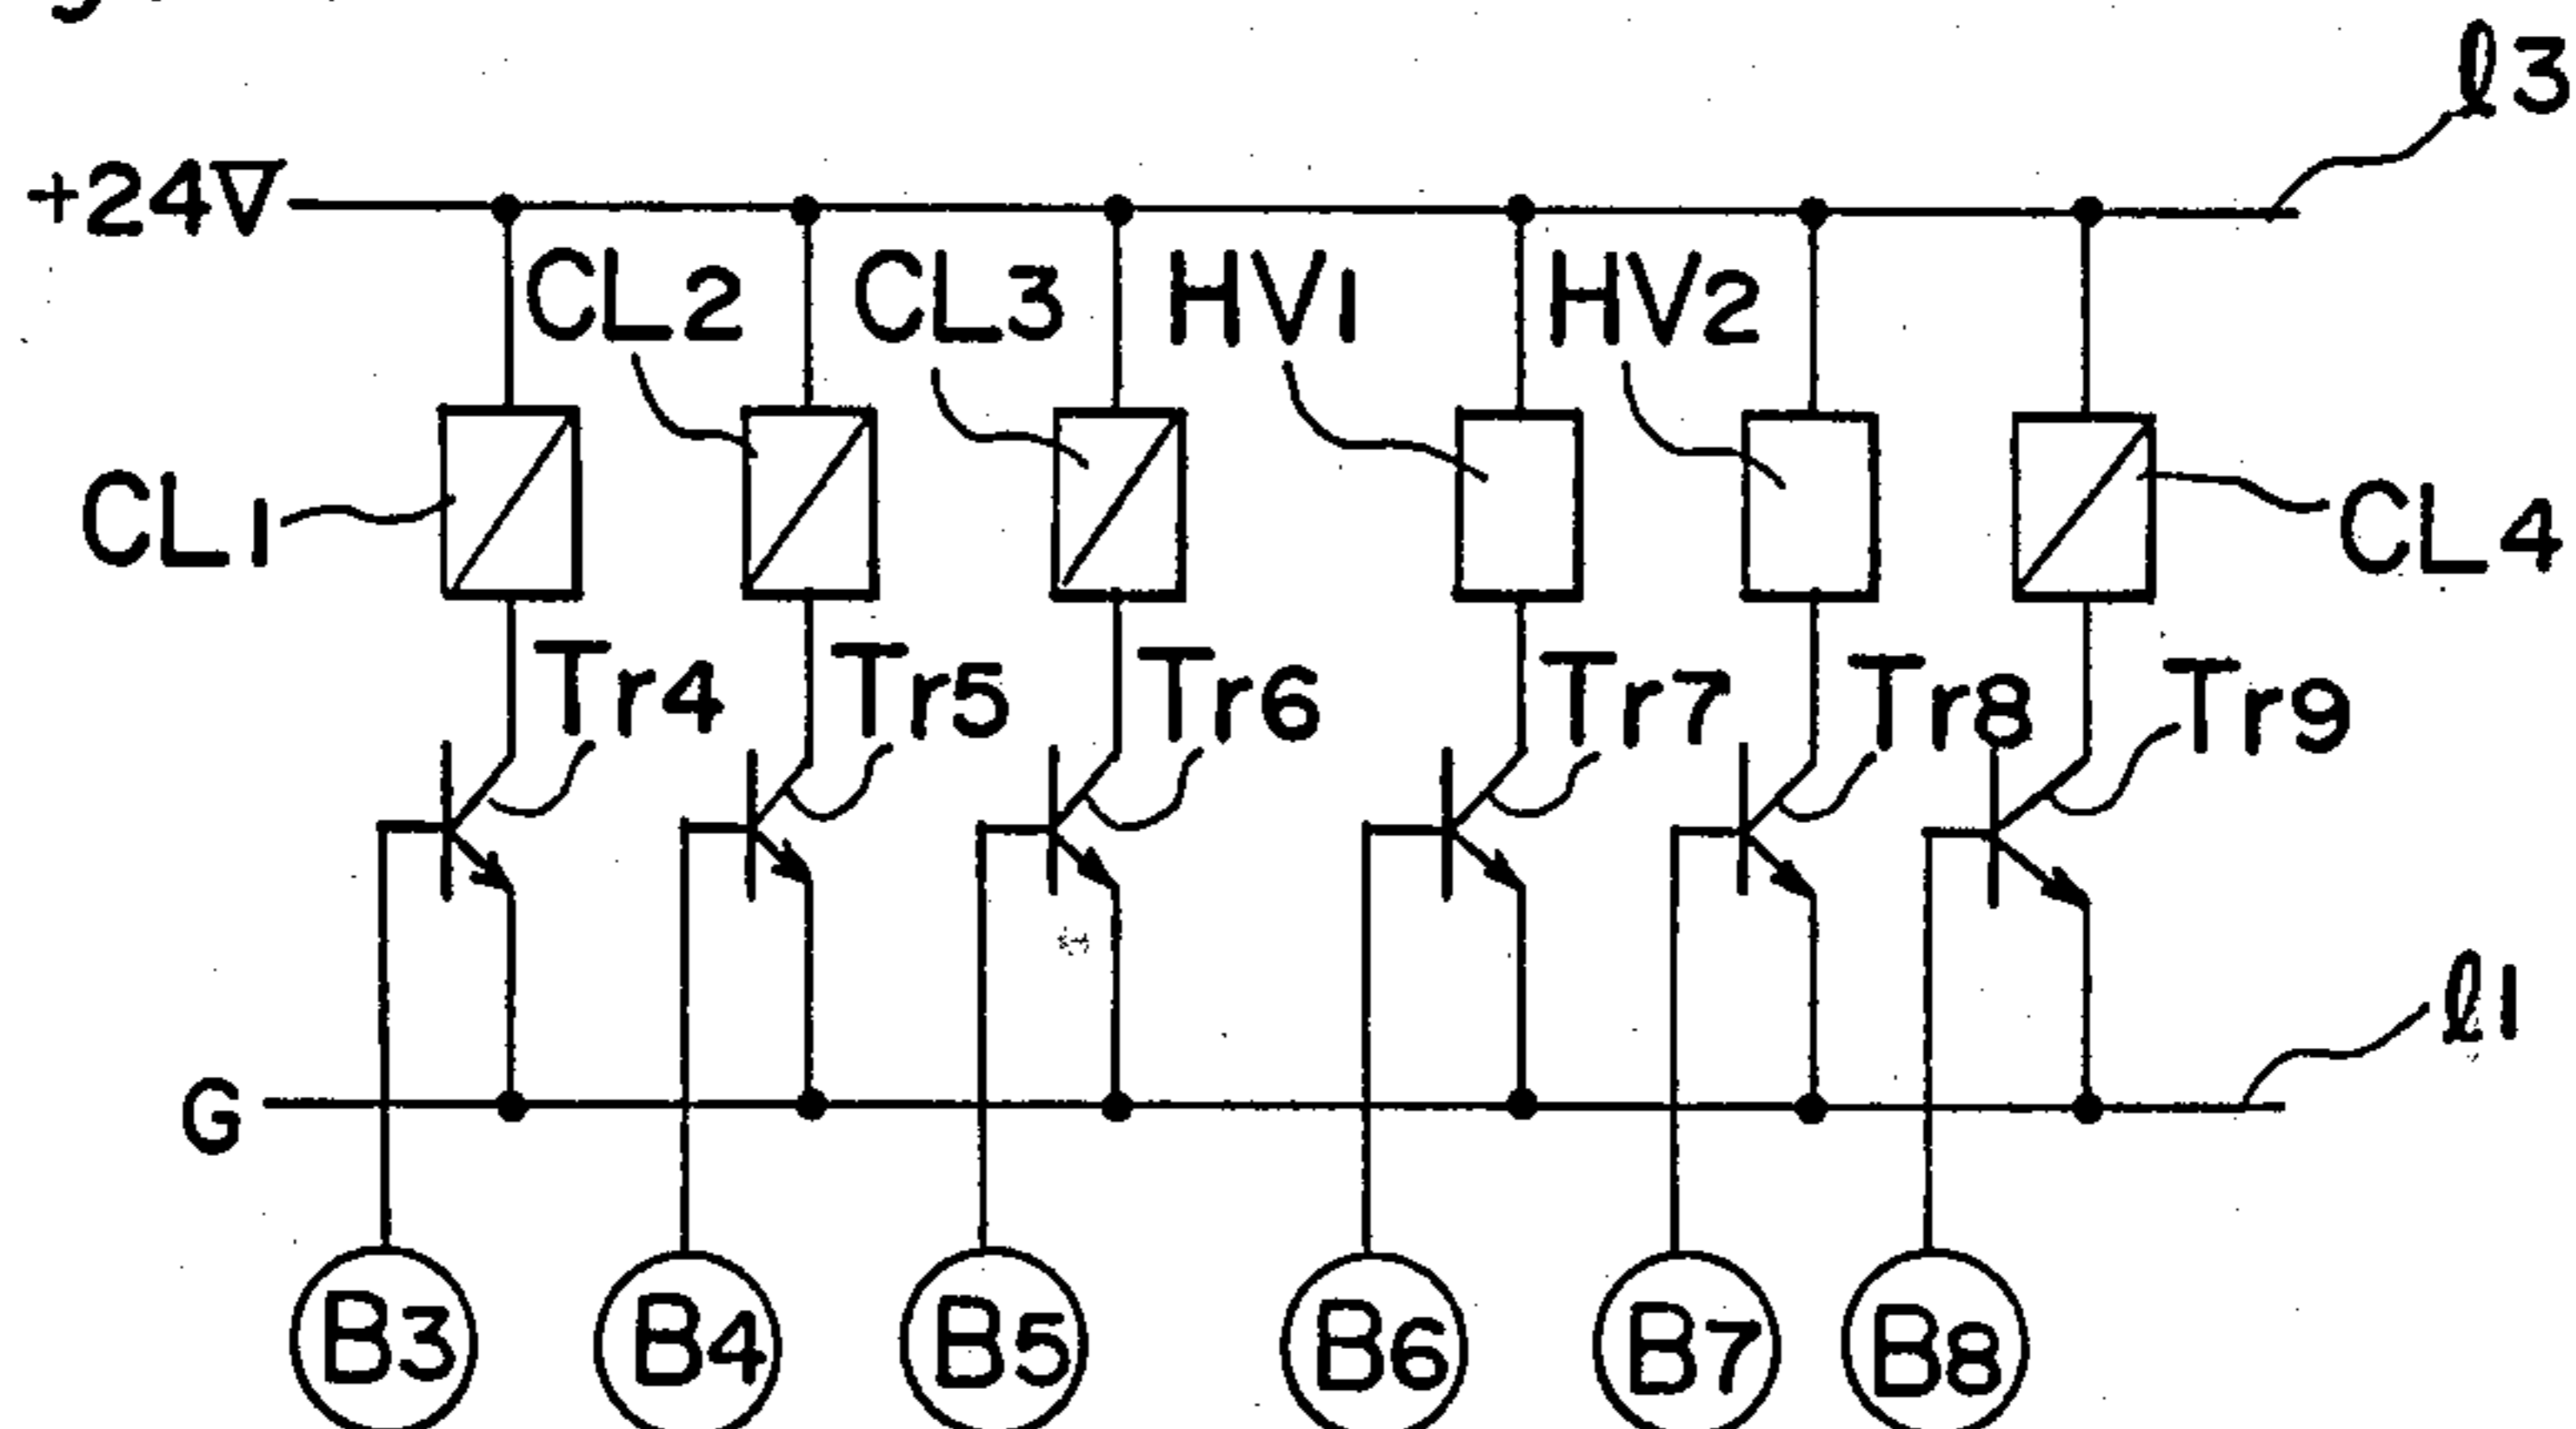 ℓ3
+24V
CL2 CL3 HV1 HV2
CL1 CL4
Tr4 Tr5 Tr6 Tr7 Tr8 Tr9
ℓ1
G
B3 B4 B5 B6 B7 B8